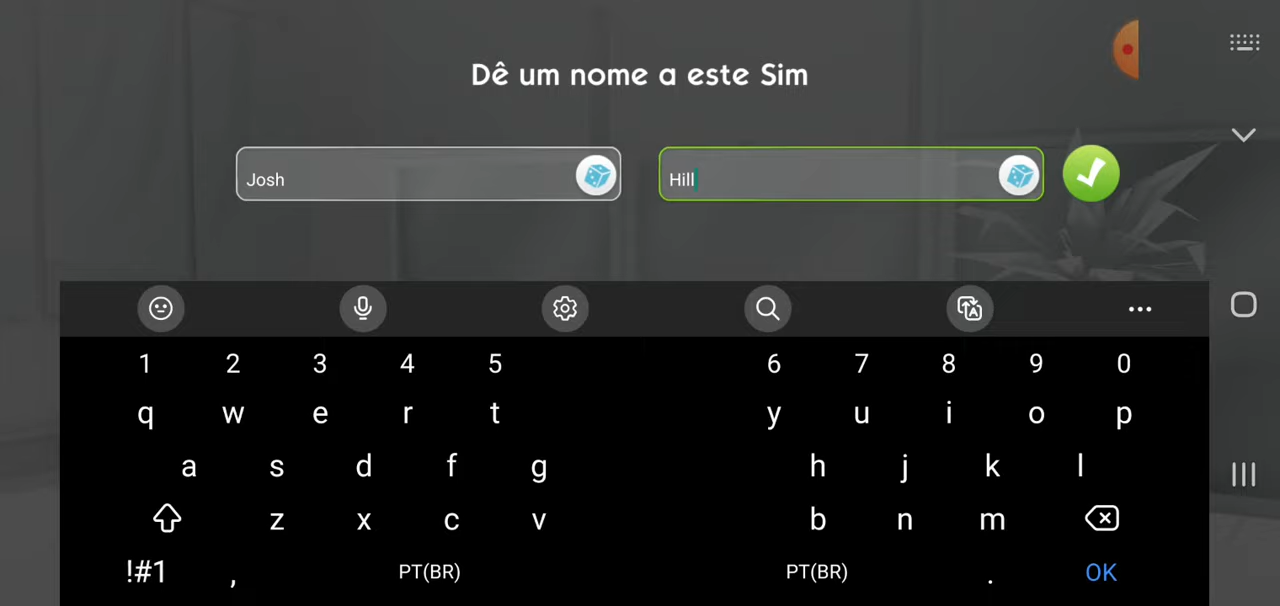 Dê um nome a este Sim
Josh Hill
1 2 3 4 5 6 7 8 9 0
q w e r t y u i o p
a s d f g h j k l
z x c v b n m
!#1 , PT(BR) PT(BR) . OK